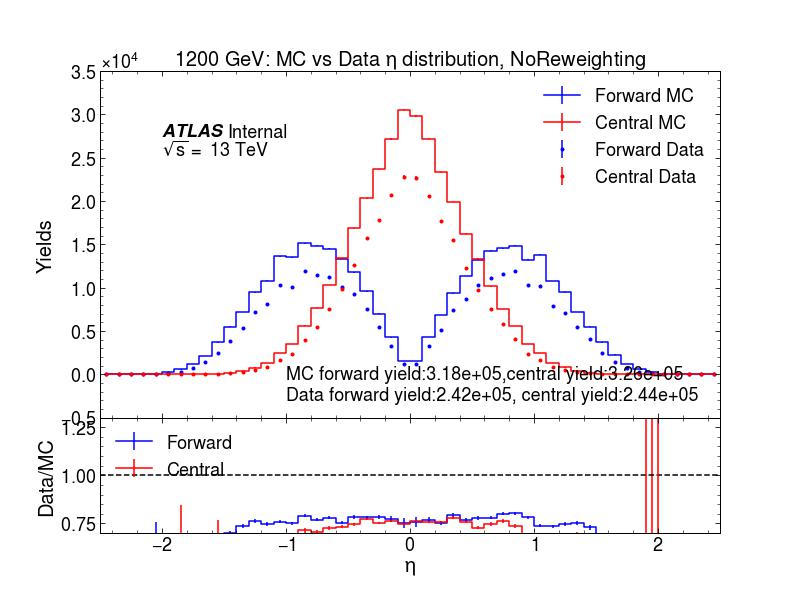 1200 GeV: MC vs Data η distribution, NoReweighting
×10⁴
3.5
3.0
2.5
2.0
1.5
1.0
0.5
0.0
0.5
Yields
ATLAS Internal
√s = 13 TeV
Forward MC
Central MC
Forward Data
Central Data
MC forward yield:3.18e+05,central yield:3.26e+05
Data forward yield:2.42e+05, central yield:2.44e+05
1.25
1.00
0.75
Data/MC
Forward
Central
−2 −1 0 1 2
η